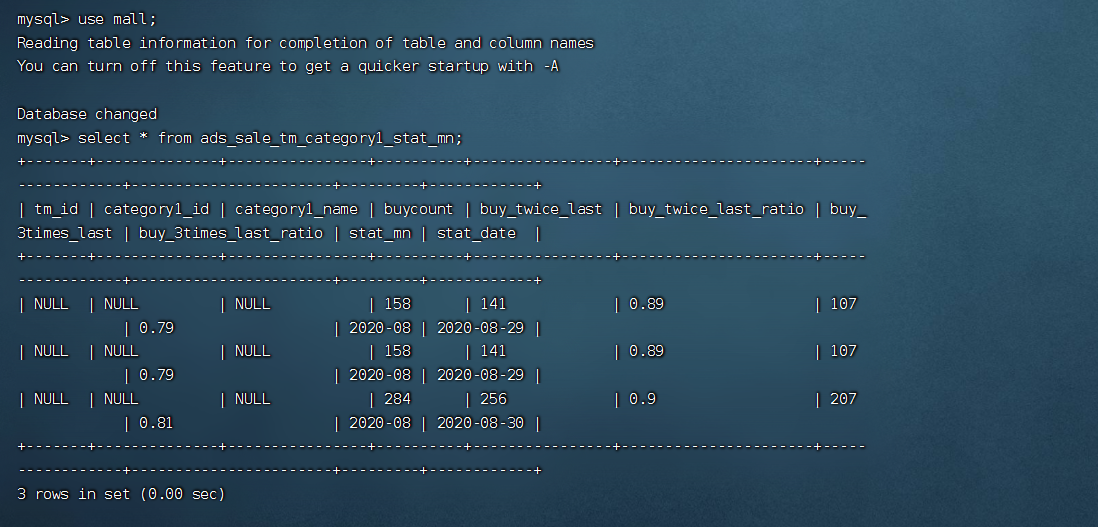 mysql> use mall;
Reading table information for completion of table and column names
You can turn off this feature to get a quicker startup with -A

Database changed
mysql> select * from ads_sale_tm_category1_stat_mn;
+-------+--------------+----------------+----------+----------------+----------------------+-----
------------+-----------------------+---------+------------+
| tm_id | category1_id | category1_name | buycount | buy_twice_last | buy_twice_last_ratio | buy_
3times_last | buy_3times_last_ratio | stat_mn | stat_date  |
+-------+--------------+----------------+----------+----------------+----------------------+-----
------------+-----------------------+---------+------------+
| NULL  | NULL         | NULL           | 158      | 141            | 0.89                 | 107
            | 0.79                  | 2020-08 | 2020-08-29 |
| NULL  | NULL         | NULL           | 158      | 141            | 0.89                 | 107
            | 0.79                  | 2020-08 | 2020-08-29 |
| NULL  | NULL         | NULL           | 284      | 256            | 0.9                  | 207
            | 0.81                  | 2020-08 | 2020-08-30 |
+-------+--------------+----------------+----------+----------------+----------------------+-----
------------+-----------------------+---------+------------+
3 rows in set (0.00 sec)